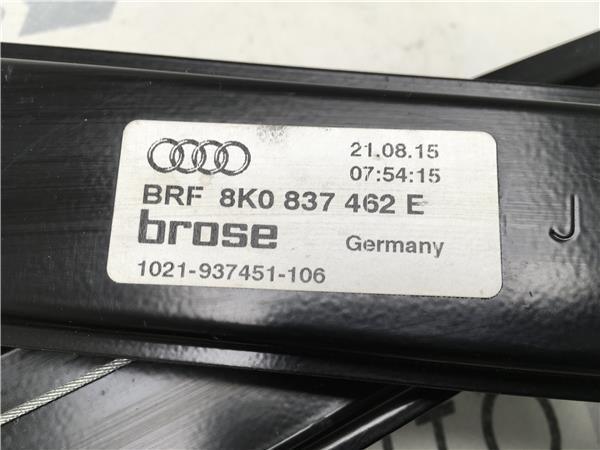 21.08.15
07:54:15
BRF 8K0 837 462 E
brose
Germany
1021-937451-106
J